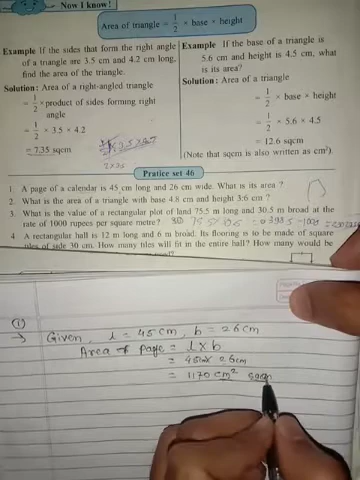 Now I know!
Area of triangle = 1/2 × base × height
Example If the sides that form the right angle of a triangle are 3.5 cm and 4.2 cm long, find the area of the triangle.
Solution: Area of a right-angled triangle
= 1/2 × product of sides forming right angle
= 1/2 × 3.5 × 4.2
= 7.35 sqcm
Example: If the base of a triangle is 5.6 cm and height is 4.5 cm, what is its area?
Solution: Area of a triangle
= 1/2 × base × height
= 1/2 × 5.6 × 4.5
= 12.6 sqcm
(Note that sqcm is also written as cm².)
Pratice set 46
1. A page of a calendar is 45 cm long and 26 cm wide. What is its area ?
2. What is the area of a triangle with base 4.8 cm and height 3.6 cm ?
3. What is the value of a rectangular plot of land 75.5 m long and 30.5 m broad at the rate of 1000 rupees per square metre?
4 A rectangular hall is 12 m long and 6 m broad. Its flooring is to be made of square tiles of side 30 cm. How many tiles will fit in the entire hall? How many would be
①
→ Given, l = 45 cm, b = 26 cm
Area of Page = l × b
= 45cm × 26cm
= 1170 cm² sqcm